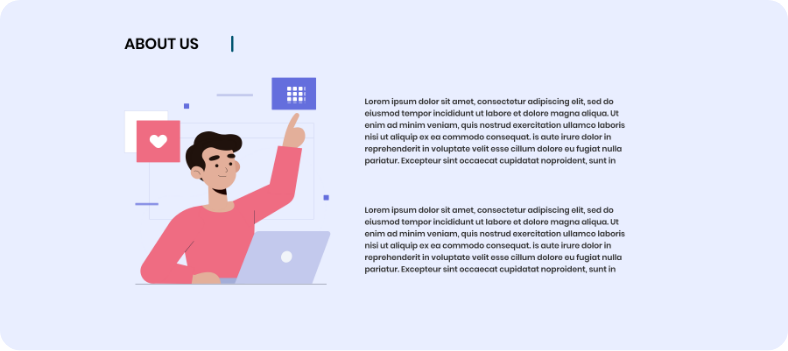 ABOUT US
Lorem ipsum dolor sit amet, consectetur adipiscing elit, sed do
eiusmod tempor incididunt ut labore et dolore magna aliqua. Ut
enim ad minim veniam, quis nostrud exercitation ullamco laboris
nisi ut aliquip ex ea commodo consequat. is aute irure dolor in
reprehenderit in voluptate velit esse cillum dolore eu fugiat nulla
pariatur. Excepteur sint occaecat cupidatat noproident, sunt in
Lorem ipsum dolor sit amet, consectetur adipiscing elit, sed do
eiusmod tempor incididunt ut labore et dolore magna aliqua. Ut
enim ad minim veniam, quis nostrud exercitation ullamco laboris
nisi ut aliquip ex ea commodo consequat. is aute irure dolor in
reprehenderit in voluptate velit esse cillum dolore eu fugiat nulla
pariatur. Excepteur sint occaecat cupidatat noproident, sunt in